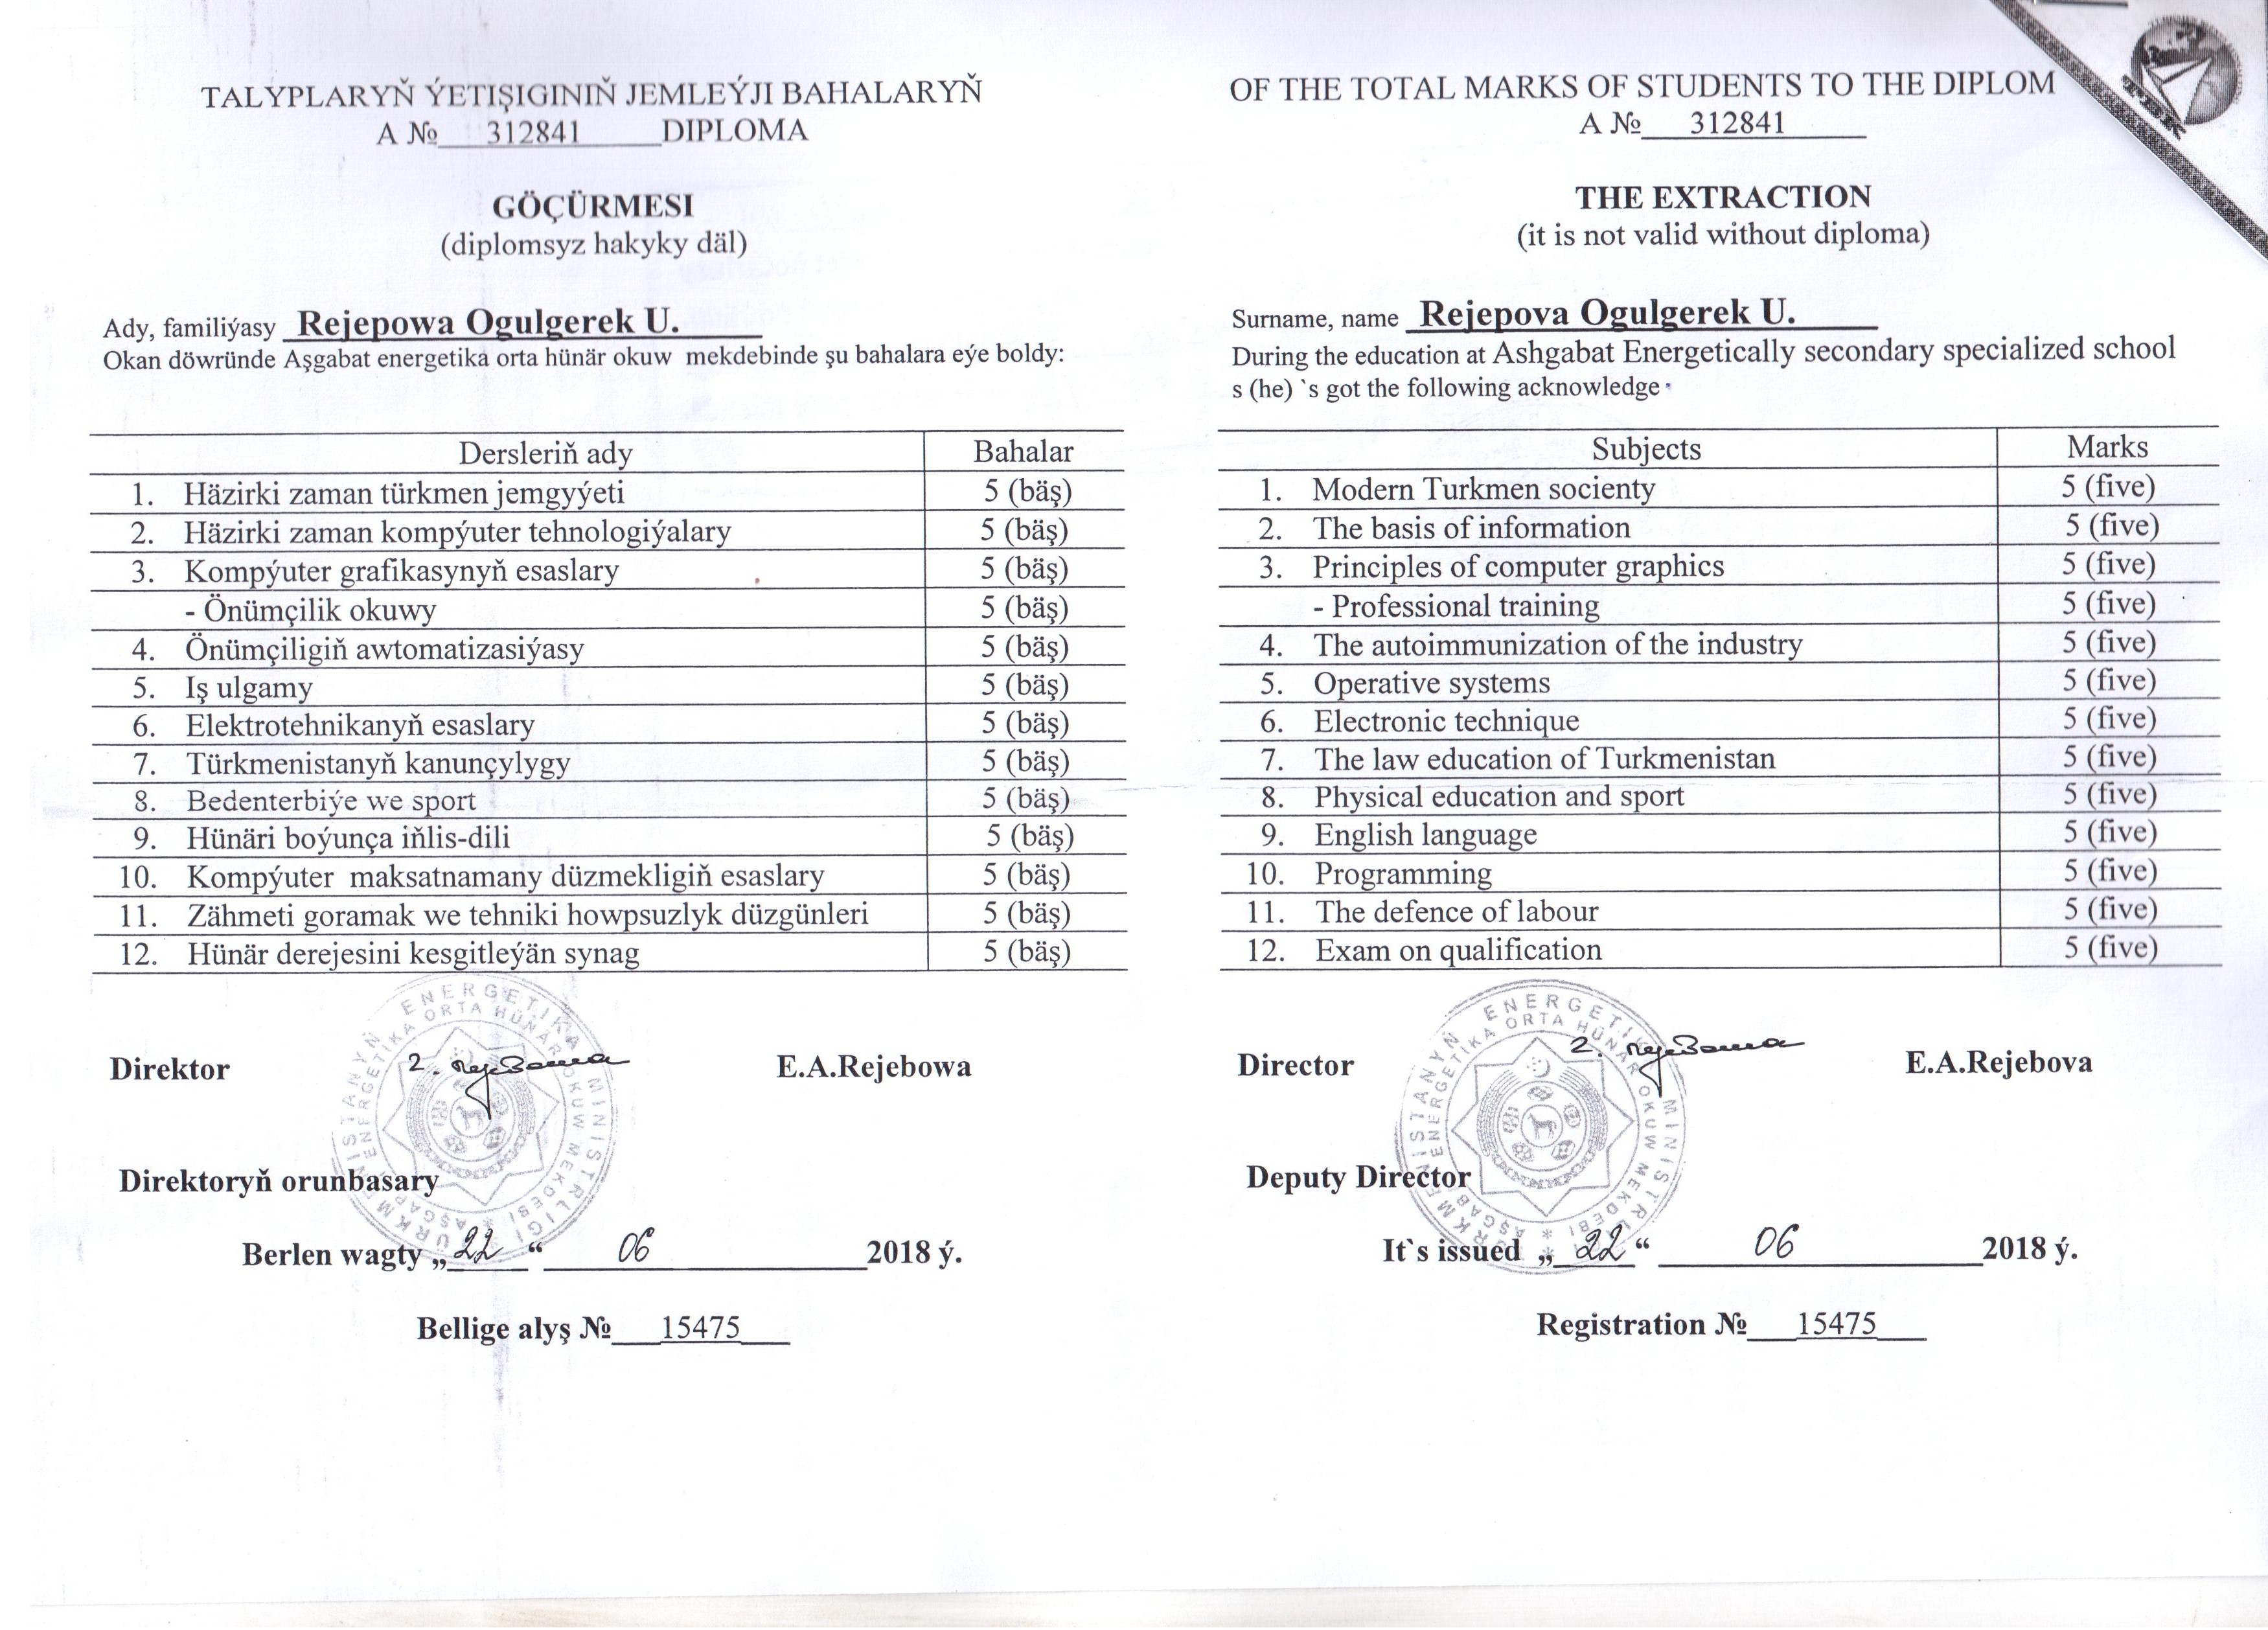 TALYPLARYŇ ÝETIŞIGINIŇ JEMLEÝJI BAHALARYŇ
A №   312841   DIPLOMA
GÖÇÜRMESI
(diplomsyz hakyky däl)
Ady, familiýasy Rejepowa Ogulgerek U.
Okan döwründe Aşgabat energetika orta hünär okuw mekdebinde şu bahalara eýe boldy:
Dersleriň ady Bahalar
1. Häzirki zaman türkmen jemgyýeti 5 (bäş)
2. Häzirki zaman kompýuter tehnologiýalary 5 (bäş)
3. Kompýuter grafikasynyň esaslary 5 (bäş)
- Önümçilik okuwy 5 (bäş)
4. Önümçiligiň awtomatizasiýasy 5 (bäş)
5. Iş ulgamy 5 (bäş)
6. Elektrotehnikanyň esaslary 5 (bäş)
7. Türkmenistanyň kanunçylygy 5 (bäş)
8. Bedenterbiýe we sport 5 (bäş)
9. Hünäri boýunça iňlis-dili 5 (bäş)
10. Kompýuter maksatnamany düzmekligiň esaslary 5 (bäş)
11. Zähmeti goramak we tehniki howpsuzlyk düzgünleri 5 (bäş)
12. Hünär derejesini kesgitleýän synag 5 (bäş)
Direktor E.A.Rejebowa
Direktoryň orunbasary
Berlen wagty „22“ 06 2018 ý.
Bellige alyş № 15475
OF THE TOTAL MARKS OF STUDENTS TO THE DIPLOM
A № 312841
THE EXTRACTION
(it is not valid without diploma)
Surname, name Rejepova Ogulgerek U.
During the education at Ashgabat Energetically secondary specialized school
s (he) `s got the following acknowledge
Subjects Marks
1. Modern Turkmen socienty 5 (five)
2. The basis of information 5 (five)
3. Principles of computer graphics 5 (five)
- Professional training 5 (five)
4. The autoimmunization of the industry 5 (five)
5. Operative systems 5 (five)
6. Electronic technique 5 (five)
7. The law education of Turkmenistan 5 (five)
8. Physical education and sport 5 (five)
9. English language 5 (five)
10. Programming 5 (five)
11. The defence of labour 5 (five)
12. Exam on qualification 5 (five)
Director E.A.Rejebova
Deputy Director
It`s issued „22“ 06 2018 ý.
Registration № 15475
TBK